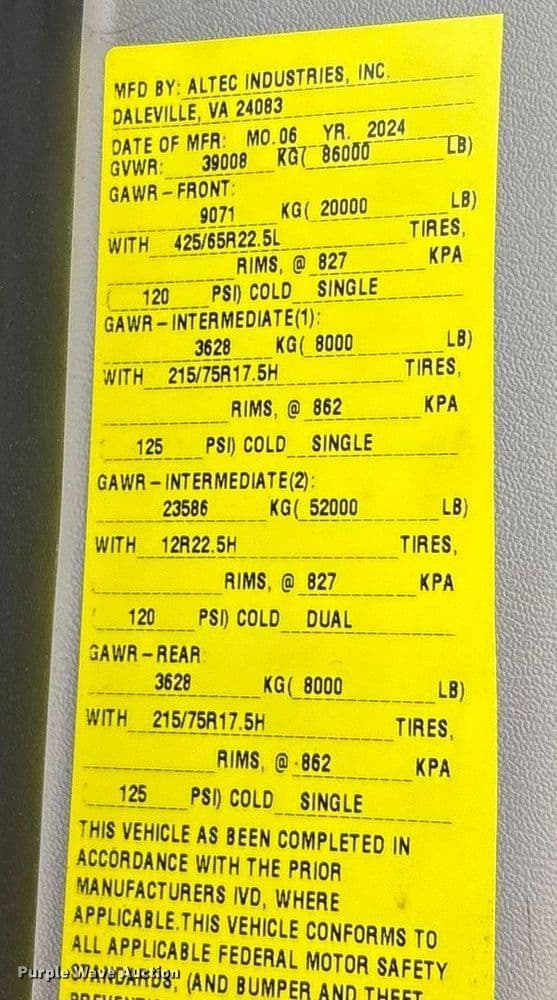 MFD BY: ALTEC INDUSTRIES, INC.
DALEVILLE, VA 24083
DATE OF MFR: MO. 06 YR. 2024
GVWR: 39008 KG( 86000 LB)
GAWR-FRONT:
9071 KG( 20000 LB)
WITH 425/65R22.5L TIRES,
RIMS, @ 827 KPA
( 120 PSI) COLD SINGLE
GAWR-INTERMEDIATE(1):
3628 KG( 8000 LB)
WITH 215/75R17.5H TIRES,
RIMS, @ 862 KPA
125 PSI) COLD SINGLE
GAWR-INTERMEDIATE(2):
23586 KG( 52000 LB)
WITH 12R22.5H TIRES,
RIMS, @ 827 KPA
120 PSI) COLD DUAL
GAWR-REAR
3628 KG( 8000 LB)
WITH 215/75R17.5H TIRES,
RIMS, @ 862 KPA
125 PSI) COLD SINGLE
THIS VEHICLE AS BEEN COMPLETED IN
ACCORDANCE WITH THE PRIOR
MANUFACTURERS IVD, WHERE
APPLICABLE.THIS VEHICLE CONFORMS TO
ALL APPLICABLE FEDERAL MOTOR SAFETY
STANDARDS, (AND BUMPER AND THEFT
Purple Wave Auction